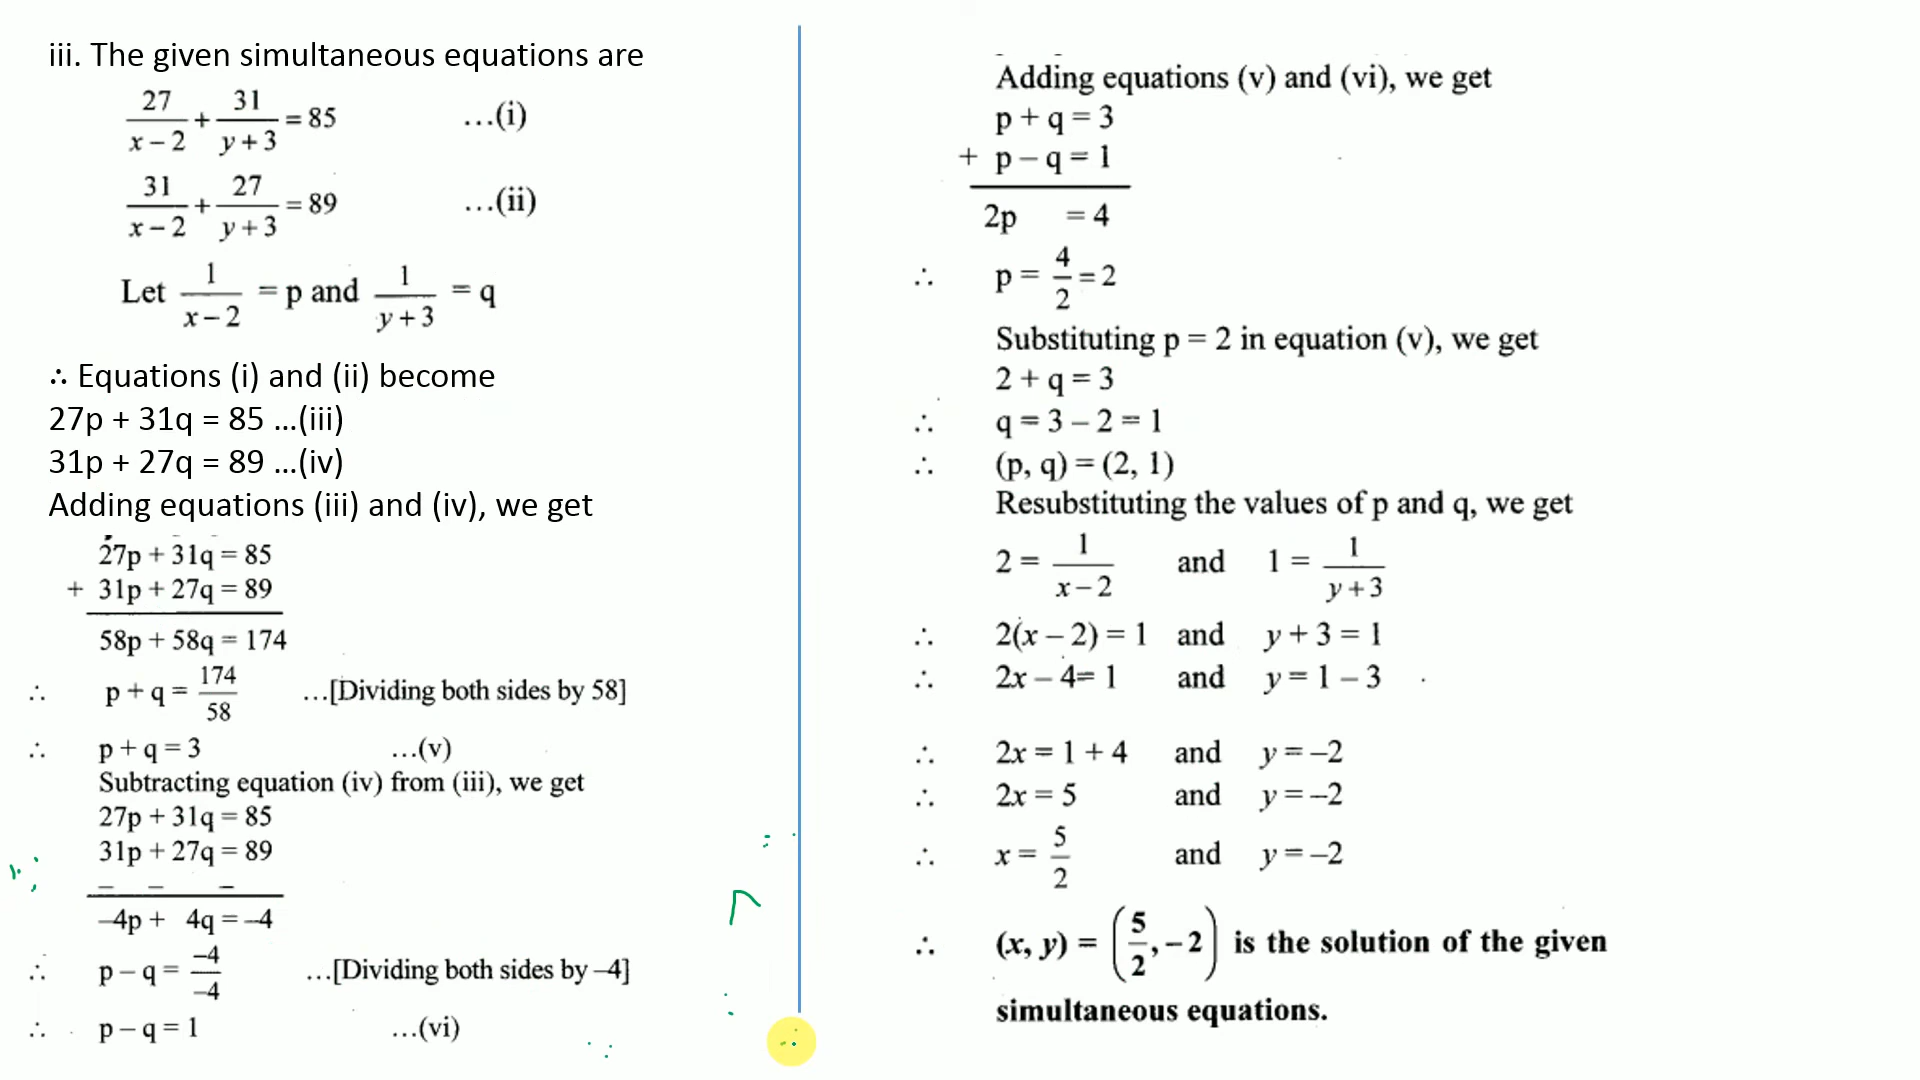 iii. The given simultaneous equations are
27/(x – 2) + 31/(y + 3) = 85 ...(i)
31/(x – 2) + 27/(y + 3) = 89 ...(ii)
Let 1/(x – 2) = p and 1/(y + 3) = q
∴ Equations (i) and (ii) become
27p + 31q = 85 ...(iii)
31p + 27q = 89 ...(iv)
Adding equations (iii) and (iv), we get
27p + 31q = 85
+ 31p + 27q = 89
58p + 58q = 174
∴ p + q = 174/58 ...[Dividing both sides by 58]
∴ p + q = 3 ...(v)
Subtracting equation (iv) from (iii), we get
27p + 31q = 85
31p + 27q = 89
– – –
–4p + 4q = –4
∴ p – q = –4/–4 ...[Dividing both sides by –4]
∴ p – q = 1 ...(vi)
Adding equations (v) and (vi), we get
p + q = 3
+ p – q = 1
2p = 4
∴ p = 4/2 = 2
Substituting p = 2 in equation (v), we get
2 + q = 3
∴ q = 3 – 2 = 1
∴ (p, q) = (2, 1)
Resubstituting the values of p and q, we get
2 = 1/(x – 2) and 1 = 1/(y + 3)
∴ 2(x – 2) = 1 and y + 3 = 1
∴ 2x – 4 = 1 and y = 1 – 3
∴ 2x = 1 + 4 and y = –2
∴ 2x = 5 and y = –2
∴ x = 5/2 and y = –2
∴ (x, y) = (5/2, –2) is the solution of the given
simultaneous equations.